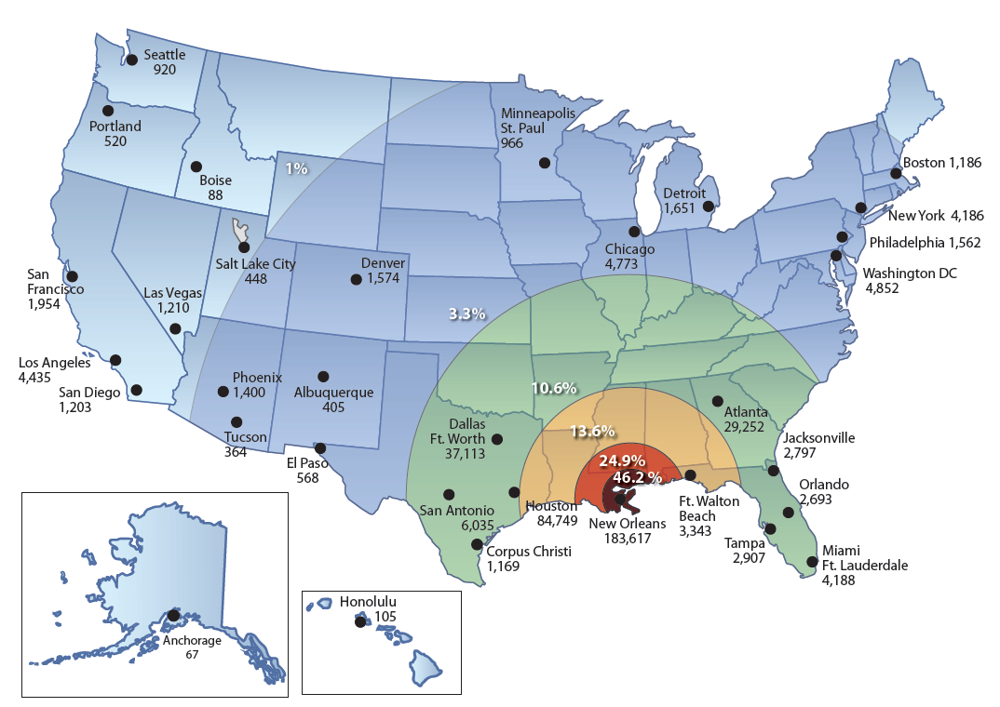 Seattle
920
Portland
520
Boise
88
1%
Minneapolis
St. Paul
966
Detroit
1,651
Boston 1,186
New York 4,186
Philadelphia 1,562
Washington DC
4,852
Chicago
4,773
Salt Lake City
448
Denver
1,574
San
Francisco
1,954
Las Vegas
1,210
3.3%
Los Angeles
4,435
San Diego
1,203
Phoenix
1,400
Tucson
364
Albuquerque
405
El Paso
568
10.6%
Dallas
Ft. Worth
37,113
13.6%
24.9%
46.2 %
Atlanta
29,252
Jacksonville
2,797
Orlando
2,693
San Antonio
6,035
Houston
84,749
New Orleans
183,617
Ft. Walton
Beach
3,343
Tampa
2,907
Miami
Ft. Lauderdale
4,188
Corpus Christi
1,169
Anchorage
67
Honolulu
105